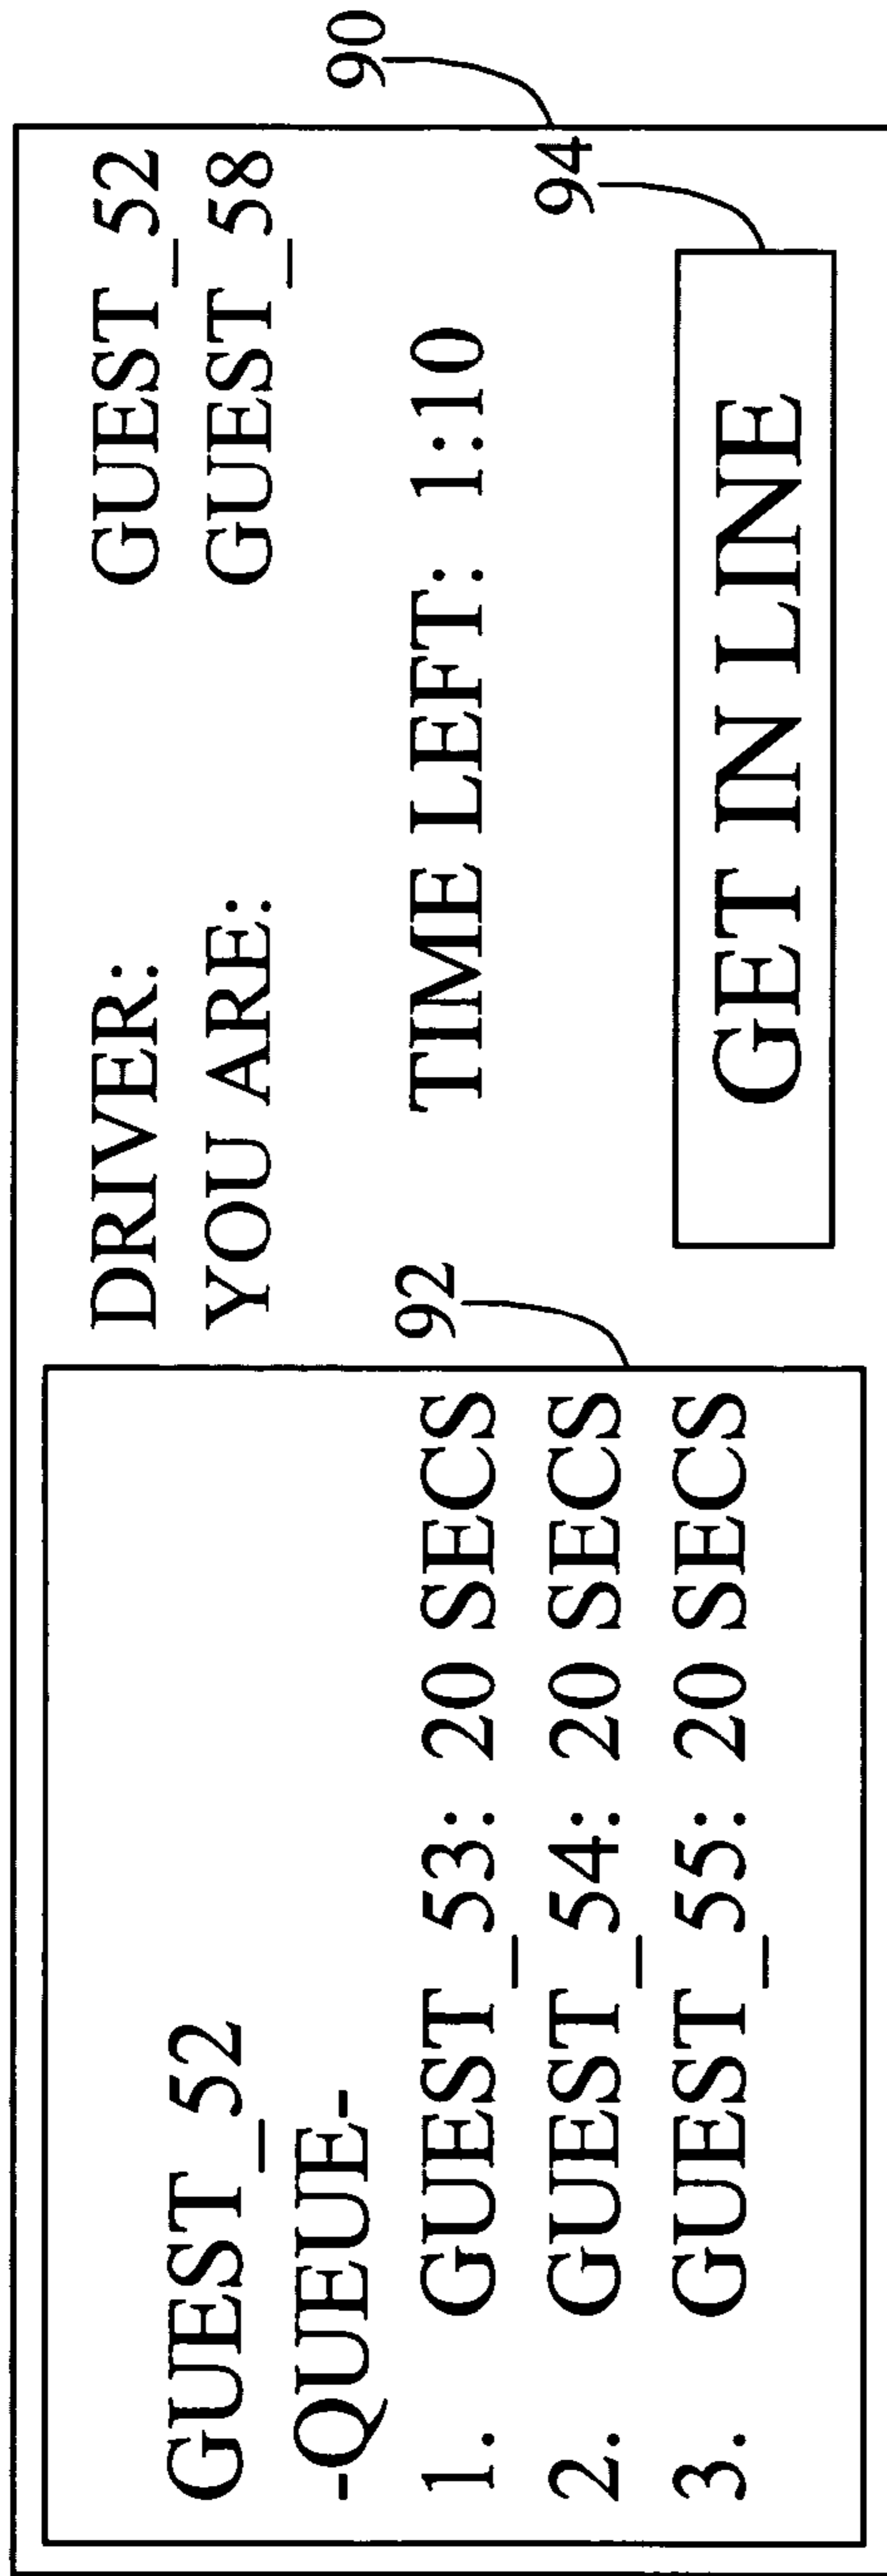 90
DRIVER: GUEST_52
YOU ARE: GUEST_58
TIME LEFT: 1:10
94
GET IN LINE
92
GUEST_52
-QUEUE-
1. GUEST_53: 20 SECS
2. GUEST_54: 20 SECS
3. GUEST_55: 20 SECS